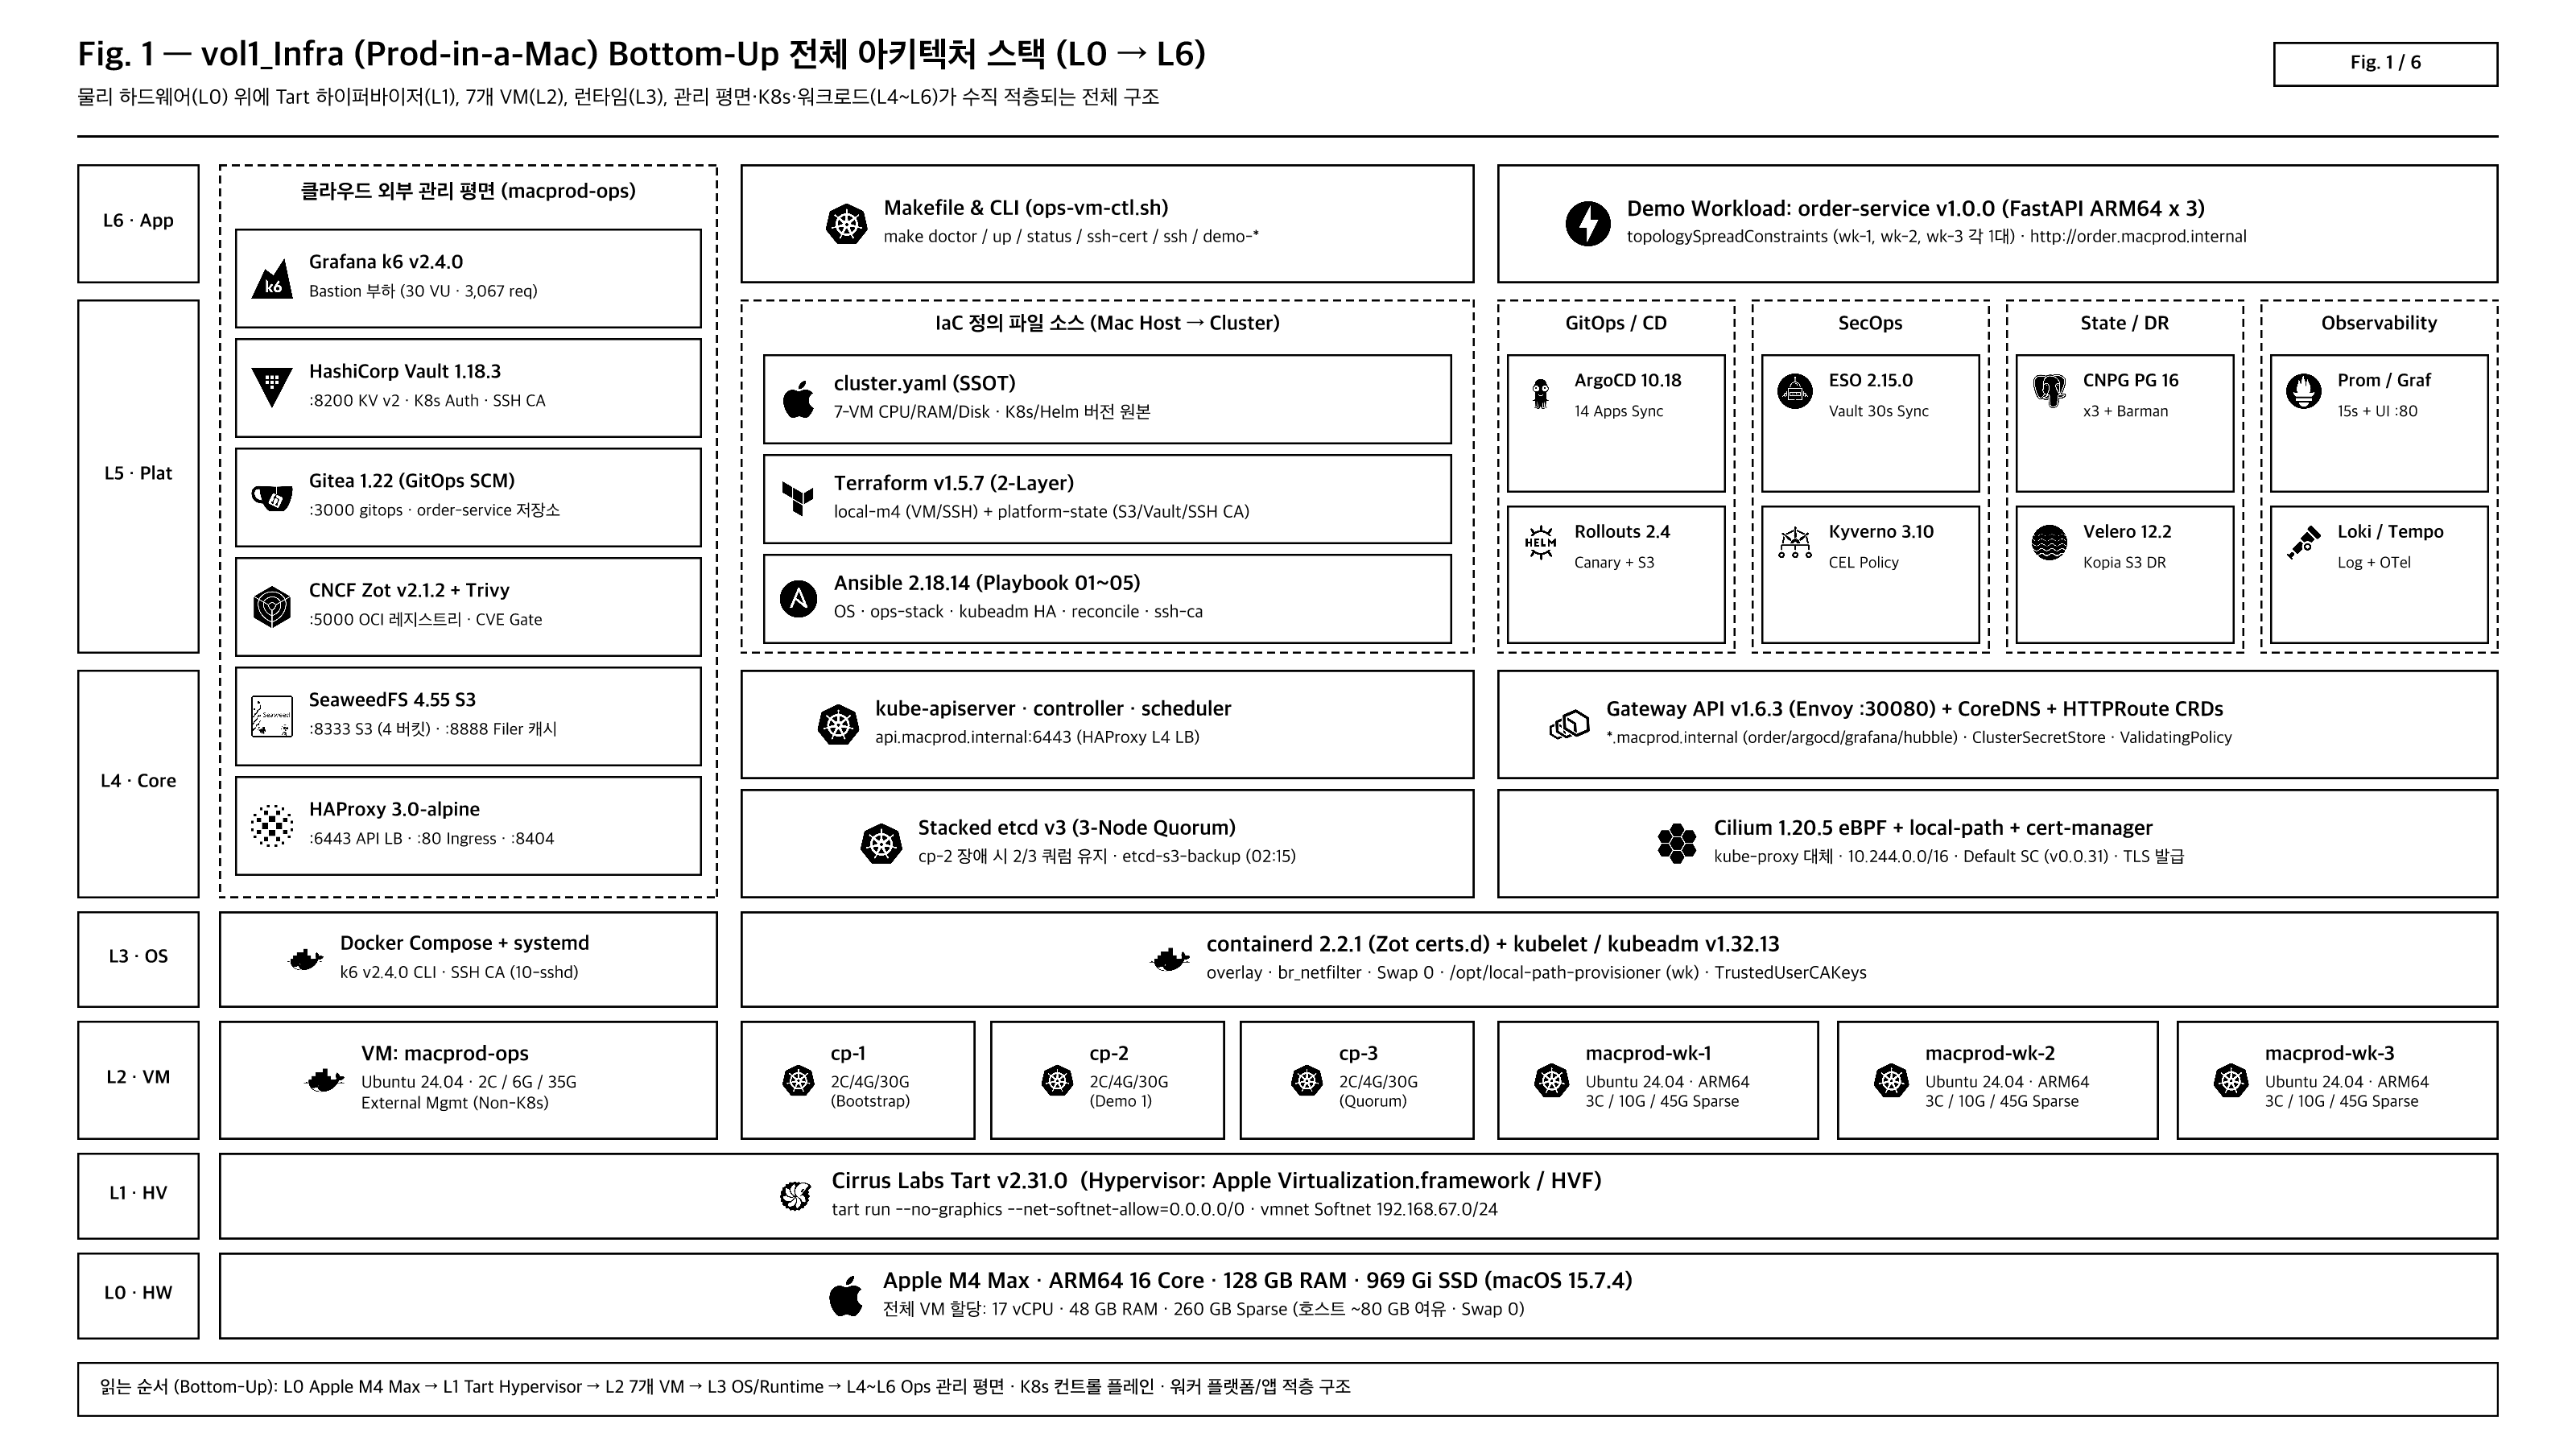 Fig. 1 — vol1_Infra (Prod-in-a-Mac) Bottom-Up 전체 아키텍처 스택 (L0 → L6)
물리 하드웨어(L0) 위에 Tart 하이퍼바이저(L1), 7개 VM(L2), 런타임(L3), 관리 평면·K8s·워크로드(L4~L6)가 수직 적층되는 전체 구조
Fig. 1 / 6
L6 · App
L5 · Plat
L4 · Core
L3 · OS
L2 · VM
L1 · HV
L0 · HW
클라우드 외부 관리 평면 (macprod-ops)
k6
Grafana k6 v2.4.0
Bastion 부하 (30 VU · 3,067 req)
HashiCorp Vault 1.18.3
:8200 KV v2 · K8s Auth · SSH CA
Gitea 1.22 (GitOps SCM)
:3000 gitops · order-service 저장소
CNCF Zot v2.1.2 + Trivy
:5000 OCI 레지스트리 · CVE Gate
SeaweedFS 4.55 S3
:8333 S3 (4 버킷) · :8888 Filer 캐시
HAProxy 3.0-alpine
:6443 API LB · :80 Ingress · :8404
Makefile & CLI (ops-vm-ctl.sh)
make doctor / up / status / ssh-cert / ssh / demo-*
Demo Workload: order-service v1.0.0 (FastAPI ARM64 x 3)
topologySpreadConstraints (wk-1, wk-2, wk-3 각 1대) · http://order.macprod.internal
IaC 정의 파일 소스 (Mac Host → Cluster)
cluster.yaml (SSOT)
7-VM CPU/RAM/Disk · K8s/Helm 버전 원본
Terraform v1.5.7 (2-Layer)
local-m4 (VM/SSH) + platform-state (S3/Vault/SSH CA)
Ansible 2.18.14 (Playbook 01~05)
OS · ops-stack · kubeadm HA · reconcile · ssh-ca
GitOps / CD
ArgoCD 10.18
14 Apps Sync
HELM
Rollouts 2.4
Canary + S3
SecOps
ESO 2.15.0
Vault 30s Sync
Kyverno 3.10
CEL Policy
State / DR
CNPG PG 16
x3 + Barman
Velero 12.2
Kopia S3 DR
Observability
Prom / Graf
15s + UI :80
Loki / Tempo
Log + OTel
kube-apiserver · controller · scheduler
api.macprod.internal:6443 (HAProxy L4 LB)
Gateway API v1.6.3 (Envoy :30080) + CoreDNS + HTTPRoute CRDs
*.macprod.internal (order/argocd/grafana/hubble) · ClusterSecretStore · ValidatingPolicy
Stacked etcd v3 (3-Node Quorum)
cp-2 장애 시 2/3 쿼럼 유지 · etcd-s3-backup (02:15)
Cilium 1.20.5 eBPF + local-path + cert-manager
kube-proxy 대체 · 10.244.0.0/16 · Default SC (v0.0.31) · TLS 발급
Docker Compose + systemd
k6 v2.4.0 CLI · SSH CA (10-sshd)
containerd 2.2.1 (Zot certs.d) + kubelet / kubeadm v1.32.13
overlay · br_netfilter · Swap 0 · /opt/local-path-provisioner (wk) · TrustedUserCAKeys
VM: macprod-ops
Ubuntu 24.04 · 2C / 6G / 35G
External Mgmt (Non-K8s)
cp-1
2C/4G/30G
(Bootstrap)
cp-2
2C/4G/30G
(Demo 1)
cp-3
2C/4G/30G
(Quorum)
macprod-wk-1
Ubuntu 24.04 · ARM64
3C / 10G / 45G Sparse
macprod-wk-2
Ubuntu 24.04 · ARM64
3C / 10G / 45G Sparse
macprod-wk-3
Ubuntu 24.04 · ARM64
3C / 10G / 45G Sparse
Cirrus Labs Tart v2.31.0 (Hypervisor: Apple Virtualization.framework / HVF)
tart run --no-graphics --net-softnet-allow=0.0.0.0/0 · vmnet Softnet 192.168.67.0/24
Apple M4 Max · ARM64 16 Core · 128 GB RAM · 969 Gi SSD (macOS 15.7.4)
전체 VM 할당: 17 vCPU · 48 GB RAM · 260 GB Sparse (호스트 ~80 GB 여유 · Swap 0)
읽는 순서 (Bottom-Up): L0 Apple M4 Max → L1 Tart Hypervisor → L2 7개 VM → L3 OS/Runtime → L4~L6 Ops 관리 평면 · K8s 컨트롤 플레인 · 워커 플랫폼/앱 적층 구조